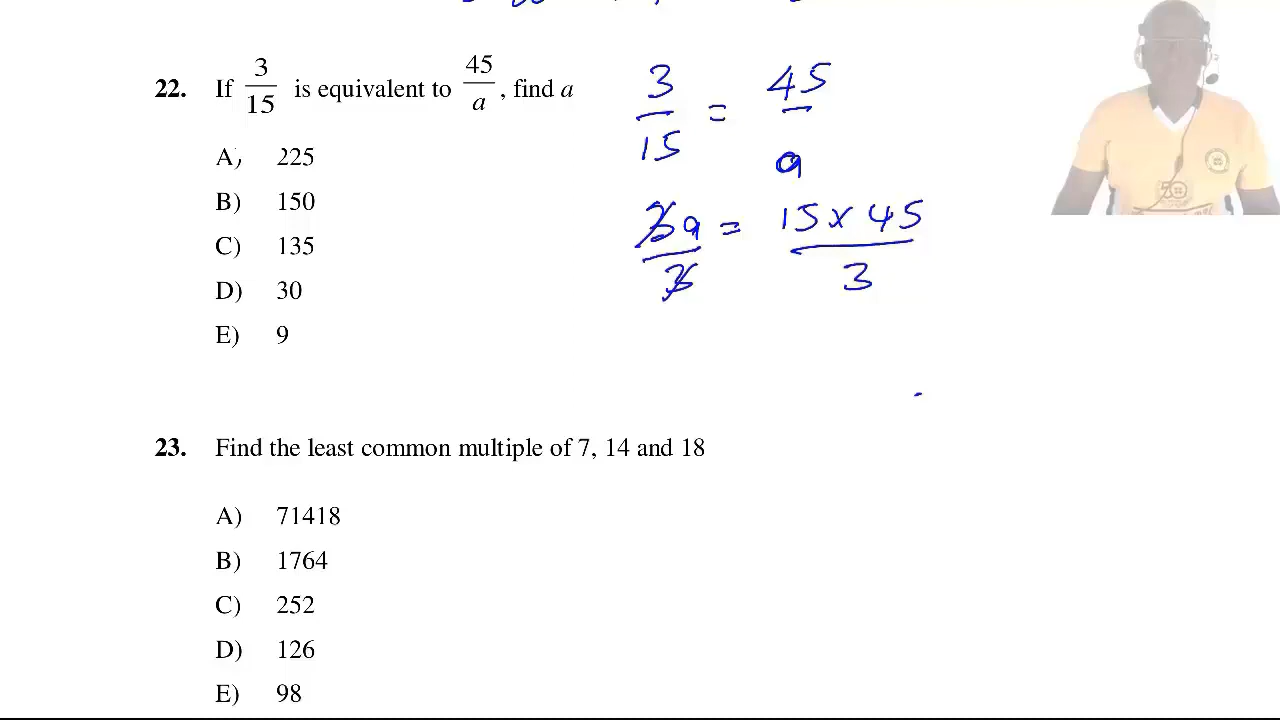 22. If 3/15 is equivalent to 45/a, find a
A) 225
B) 150
C) 135
D) 30
E) 9
3/15 = 45/a
3a/3 = 15 x 45/3
23. Find the least common multiple of 7, 14 and 18
A) 71418
B) 1764
C) 252
D) 126
E) 98